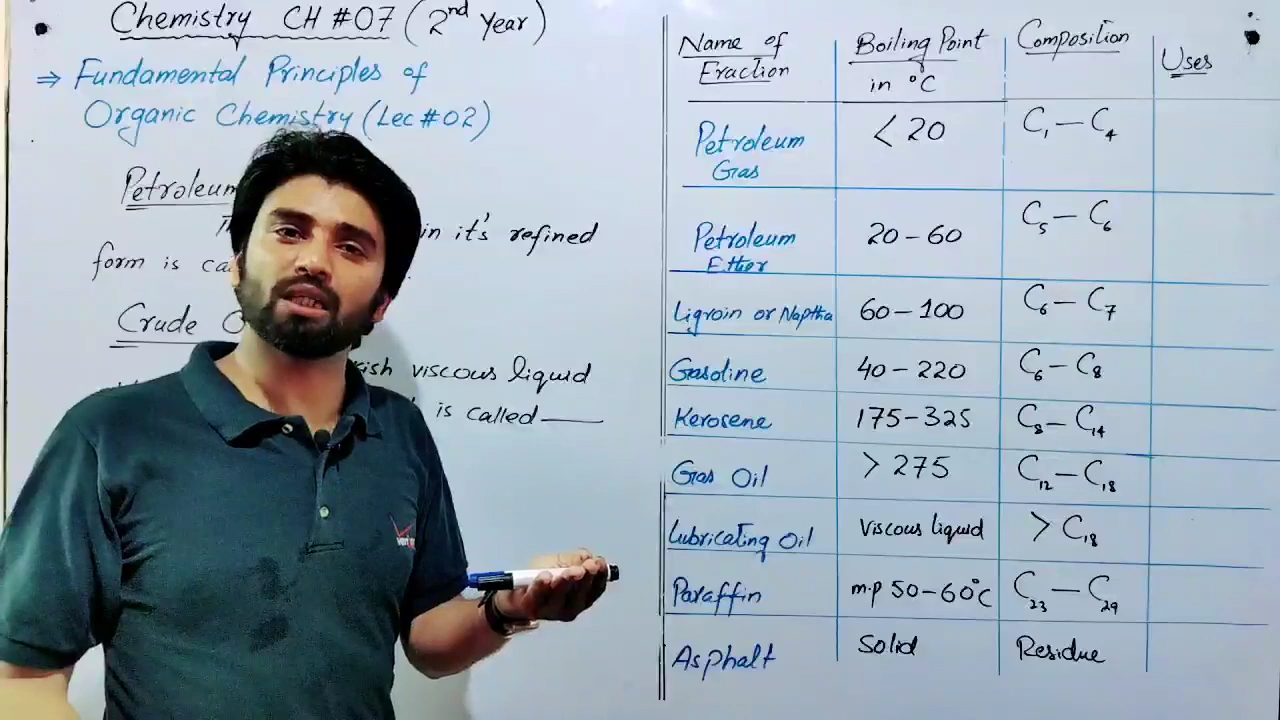 Chemistry CH #07 (2nd Year)
⇒ Fundamental Principles of
Organic Chemistry (Lec #02)
Petroleum
in it's refined
form is
Crude
viscous liquid
is called ___
Name of Fraction | Boiling Point in °C | Composition | Uses
Petroleum Gas | < 20 | C₁ – C₄
Petroleum Ether | 20 – 60 | C₅ – C₆
Ligroin or Naptha | 60 – 100 | C₆ – C₇
Gasoline | 40 – 220 | C₆ – C₈
Kerosene | 175 – 325 | C₈ – C₁₄
Gas Oil | > 275 | C₁₂ – C₁₈
Lubricating Oil | Viscous liquid | > C₁₈
Paraffin | m.p 50 – 60°C | C₂₃ – C₂₉
Asphalt | Solid | Residue